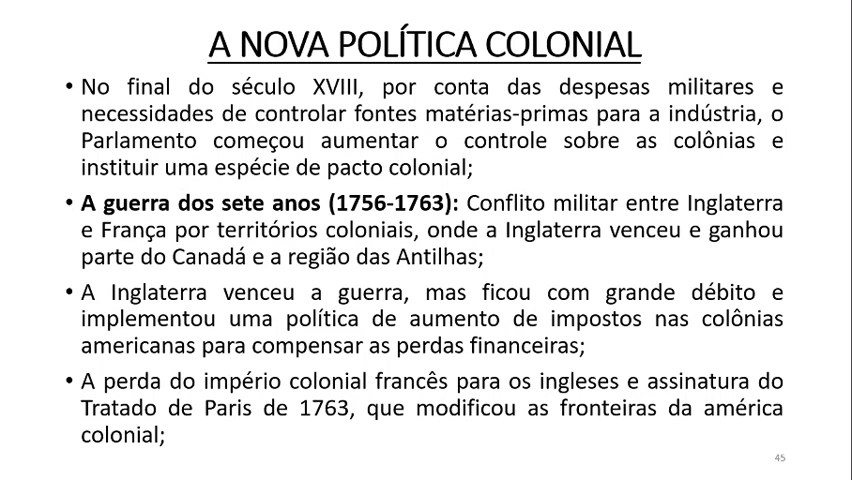 A NOVA POLÍTICA COLONIAL
• No final do século XVIII, por conta das despesas militares e
necessidades de controlar fontes matérias-primas para a indústria, o
Parlamento começou aumentar o controle sobre as colônias e
instituir uma espécie de pacto colonial;
• A guerra dos sete anos (1756-1763): Conflito militar entre Inglaterra
e França por territórios coloniais, onde a Inglaterra venceu e ganhou
parte do Canadá e a região das Antilhas;
• A Inglaterra venceu a guerra, mas ficou com grande débito e
implementou uma política de aumento de impostos nas colônias
americanas para compensar as perdas financeiras;
• A perda do império colonial francês para os ingleses e assinatura do
Tratado de Paris de 1763, que modificou as fronteiras da américa
colonial;
45